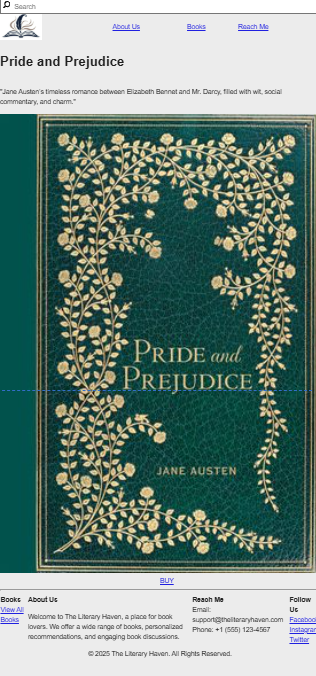 Search
About Us Books Reach Me
Pride and Prejudice
"Jane Austen's timeless romance between Elizabeth Bennet and Mr. Darcy, filled with wit, social
commentary, and charm."
PRIDE and
PREJUDICE
JANE AUSTEN
BUY
Books
View All
Books
About Us
Welcome to The Literary Haven, a place for book
lovers. We offer a wide range of books, personalized
recommendations, and engaging book discussions.
Reach Me
Email:
support@theliteraryhaven.com
Phone: +1 (555) 123-4567
Follow
Us
Faceboo
Instagra
Twitter
© 2025 The Literary Haven. All Rights Reserved.